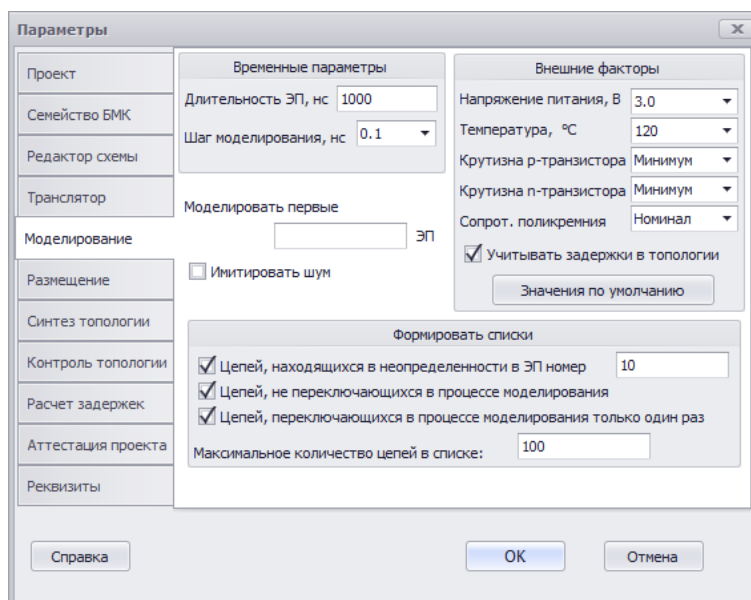 Параметры
Проект
Семейство БМК
Редактор схемы
Транслятор
Моделирование
Размещение
Синтез топологии
Контроль топологии
Расчет задержек
Аттестация проекта
Реквизиты
Временные параметры
Длительность ЭП, нс 1000
Шаг моделирования, нс 0.1
Моделировать первые
ЭП
Имитировать шум
Внешние факторы
Напряжение питания, В 3.0
Температура, °C 120
Крутизна р-транзистора Минимум
Крутизна n-транзистора Минимум
Сопрот. поликремния Номинал
Учитывать задержки в топологии
Значения по умолчанию
Формировать списки
Цепей, находящихся в неопределенности в ЭП номер 10
Цепей, не переключающихся в процессе моделирования
Цепей, переключающихся в процессе моделирования только один раз
Максимальное количество цепей в списке: 100
Справка
OK
Отмена